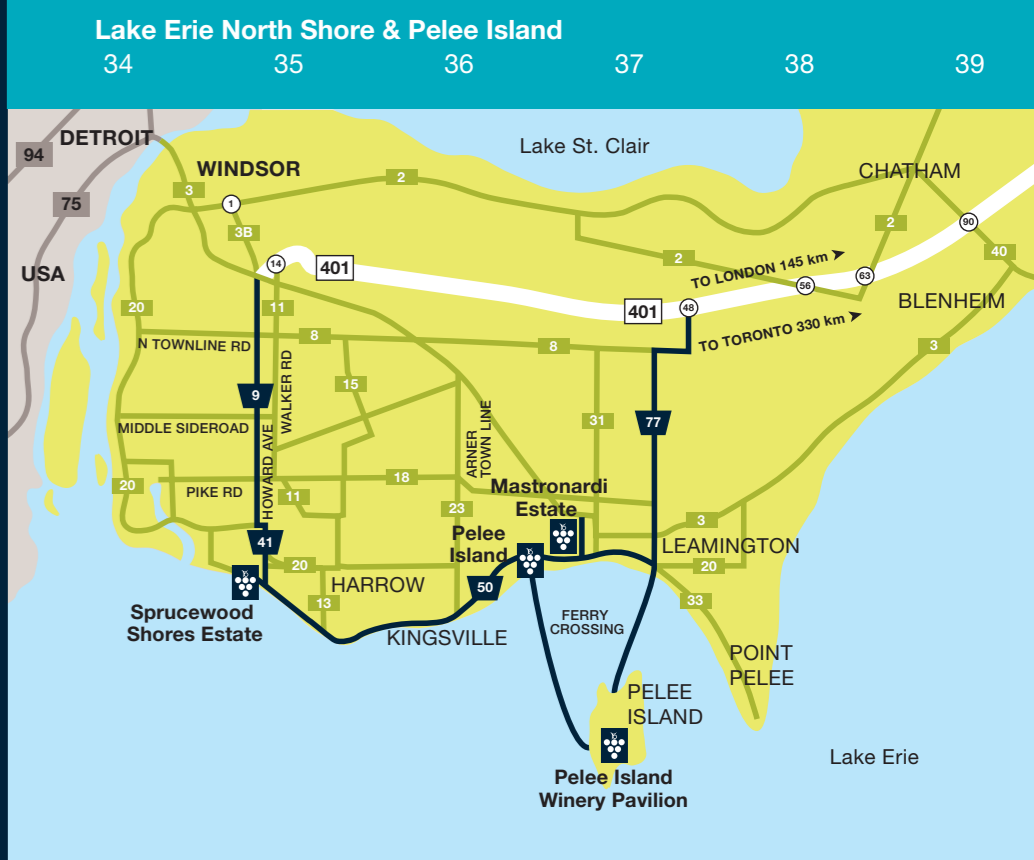 Lake Erie North Shore & Pelee Island
34 35 36 37 38 39
DETROIT
94
Lake St. Clair
WINDSOR
CHATHAM
2
3
75
1
3B
2
90
2
40
USA
14
401
TO LONDON 145 km
63
56
BLENHEIM
20
11
401
48
TO TORONTO 330 km
8
N TOWNLINE RD
8
3
WALKER RD
15
9
31
77
MIDDLE SIDEROAD
HOWARD AVE
ARNER
TOWN LINE
18
20
PIKE RD
11
Mastronardi
Estate
23
3
41
Pelee
Island
LEAMINGTON
20
20
HARROW
50
33
13
Sprucewood
Shores Estate
KINGSVILLE
FERRY
CROSSING
POINT
PELEE
PELEE
ISLAND
Lake Erie
Pelee Island
Winery Pavilion